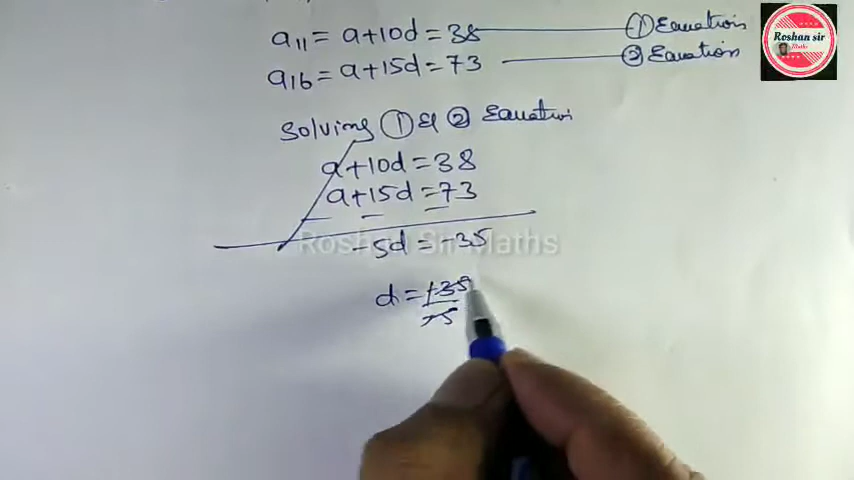 a11 = a+10d = 38 ① Equation
a16 = a+15d = 73 ② Equation
Roshan sir
Maths
Solving ① & ② Equation
a+10d = 38
a+15d = 73
- - -
-5d = -35
Roshan Sir Maths
d = -35
-5